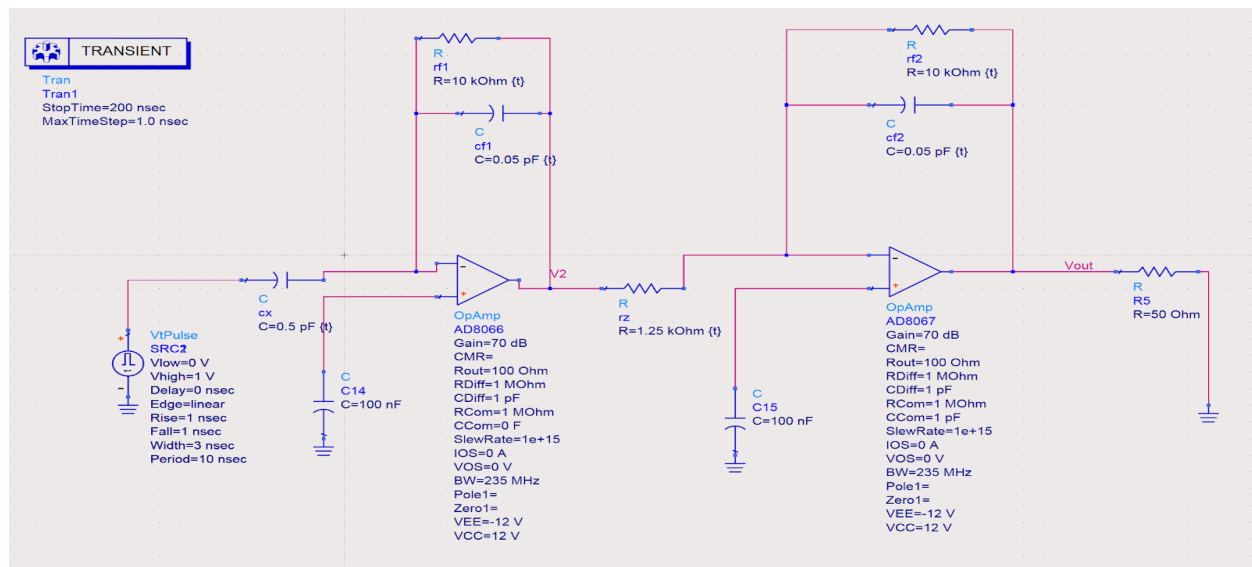 TRANSIENT
Tran
Tran1
StopTime=200 nsec
MaxTimeStep=1.0 nsec
R
rf1
R=10 kOhm {t}
C
cf1
C=0.05 pF {t}
R
rf2
R=10 kOhm {t}
C
cf2
C=0.05 pF {t}
C
cx
C=0.5 pF {t}
+
-
VtPulse
Vlow=0 V
Vhigh=1 V
Delay=0 nsec
Edge=linear
Rise=1 nsec
Fall=1 nsec
Width=3 nsec
Period=10 nsec
C
C14
C=100 nF
-
+
V2
OpAmp
AD8066
Gain=70 dB
CMR=
Rout=100 Ohm
RDiff=1 MOhm
CDiff=1 pF
RCom=1 MOhm
CCom=0 F
SlewRate=1e+15
IOS=0 A
VOS=0 V
BW=235 MHz
Pole1=
Zero1=
VEE=-12 V
VCC=12 V
R
rz
R=1.25 kOhm {t}
C
C15
C=100 nF
-
+
Vout
OpAmp
AD8067
Gain=70 dB
CMR=
Rout=100 Ohm
RDiff=1 MOhm
CDiff=1 pF
RCom=1 MOhm
CCom=1 pF
SlewRate=1e+15
IOS=0 A
VOS=0 V
BW=235 MHz
Pole1=
Zero1=
VEE=-12 V
VCC=12 V
R
R5
R=50 Ohm